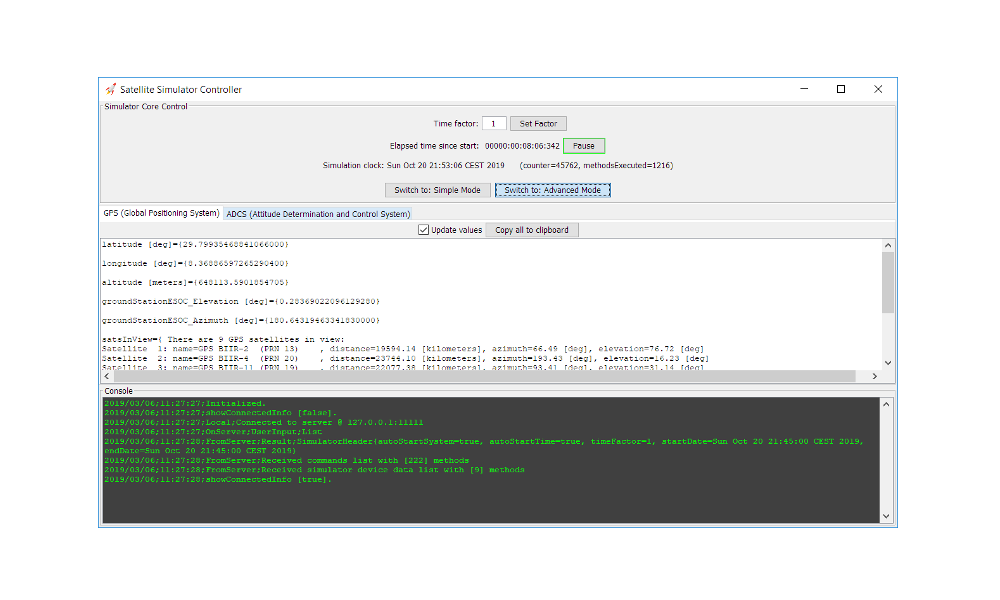 Satellite Simulator Controller
Simulator Core Control
Time factor: 1 Set Factor
Elapsed time since start: 00000:00:08:06:342 Pause
Simulation clock: Sun Oct 20 21:53:06 CEST 2019 (counter=45762, methodsExecuted=1216)
Switch to: Simple Mode Switch to: Advanced Mode
GPS (Global Positioning System) ADCS (Attitude Determination and Control System)
Update values Copy all to clipboard
latitude [deg]={29.79935468841066000}
longitude [deg]={8.36886597265290400}
altitude [meters]={648113.5901854705}
groundStationESOC_Elevation [deg]={0.28369022096129280}
groundStationESOC_Azimuth [deg]={180.64319463341830000}
satsInView={ There are 9 GPS satellites in view:
Satellite 1: name=GPS BIIR-2 (PRN 13) , distance=19594.14 [kilometers], azimuth=66.49 [deg], elevation=76.72 [deg]
Satellite 2: name=GPS BIIR-4 (PRN 20) , distance=23744.10 [kilometers], azimuth=193.43 [deg], elevation=16.23 [deg]
Satellite 3: name=GPS BIIR-11 (PRN 19) , distance=22077.38 [kilometers], azimuth=93.41 [deg], elevation=31.14 [deg]
Console
2019/03/06;11:27:27;Initialized.
2019/03/06;11:27:27;showConnectedInfo [false].
2019/03/06;11:27:27;Local;Connected to server @ 127.0.0.1:11111
2019/03/06;11:27:27;OnServer;UserInput;List
2019/03/06;11:27:28;FromServer;Result;SimulatorHeader{autoStartSystem=true, autoStartTime=true, timeFactor=1, startDate=Sun Oct 20 21:45:00 CEST 2019,
endDate=Sun Oct 20 21:45:00 CEST 2019}
2019/03/06;11:27:28;FromServer;Received commands list with [222] methods
2019/03/06;11:27:28;FromServer;Received simulator device data list with [9] methods
2019/03/06;11:27:28;showConnectedInfo [true].